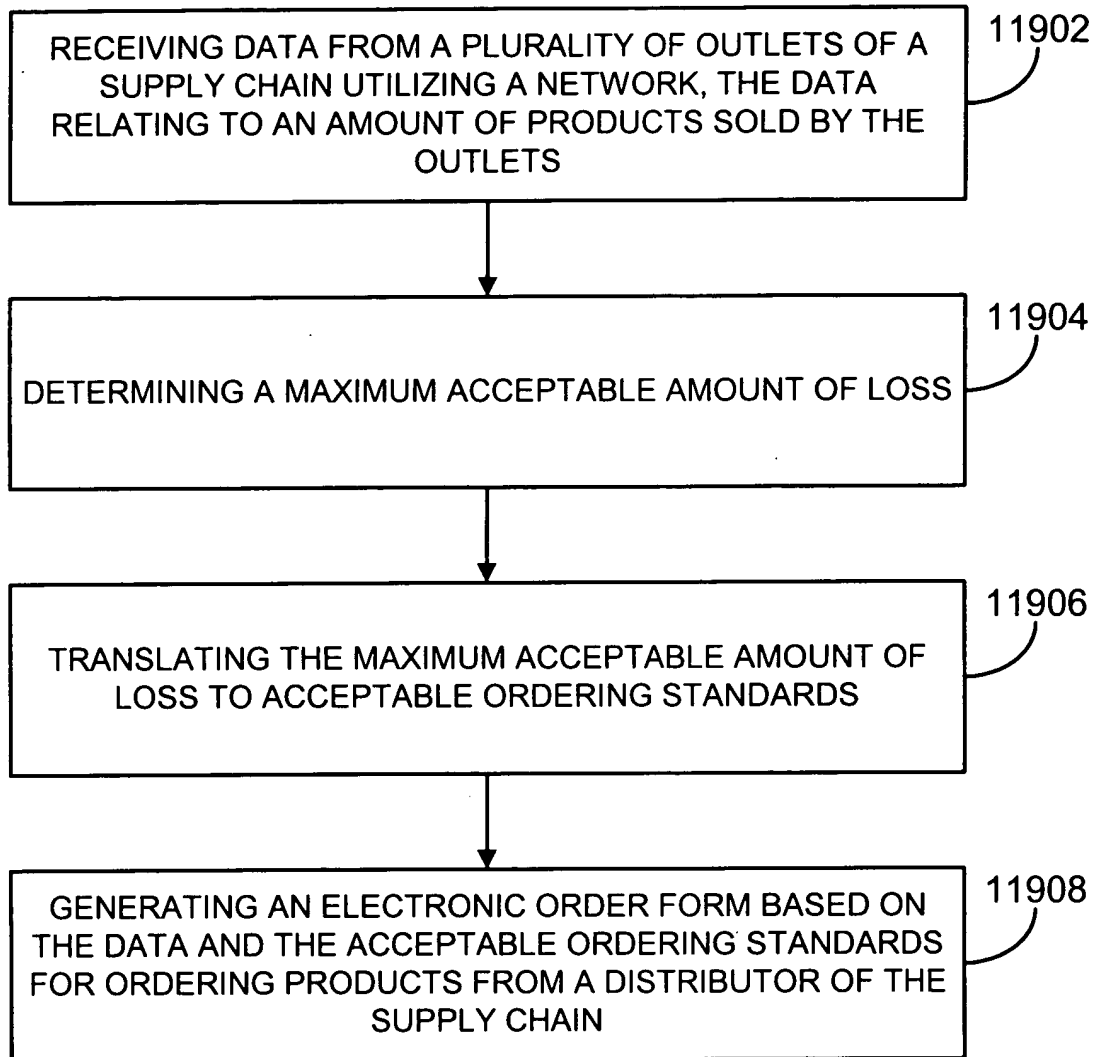 RECEIVING DATA FROM A PLURALITY OF OUTLETS OF A
SUPPLY CHAIN UTILIZING A NETWORK, THE DATA
RELATING TO AN AMOUNT OF PRODUCTS SOLD BY THE
OUTLETS
11902
DETERMINING A MAXIMUM ACCEPTABLE AMOUNT OF LOSS
11904
TRANSLATING THE MAXIMUM ACCEPTABLE AMOUNT OF
LOSS TO ACCEPTABLE ORDERING STANDARDS
11906
GENERATING AN ELECTRONIC ORDER FORM BASED ON
THE DATA AND THE ACCEPTABLE ORDERING STANDARDS
FOR ORDERING PRODUCTS FROM A DISTRIBUTOR OF THE
SUPPLY CHAIN
11908